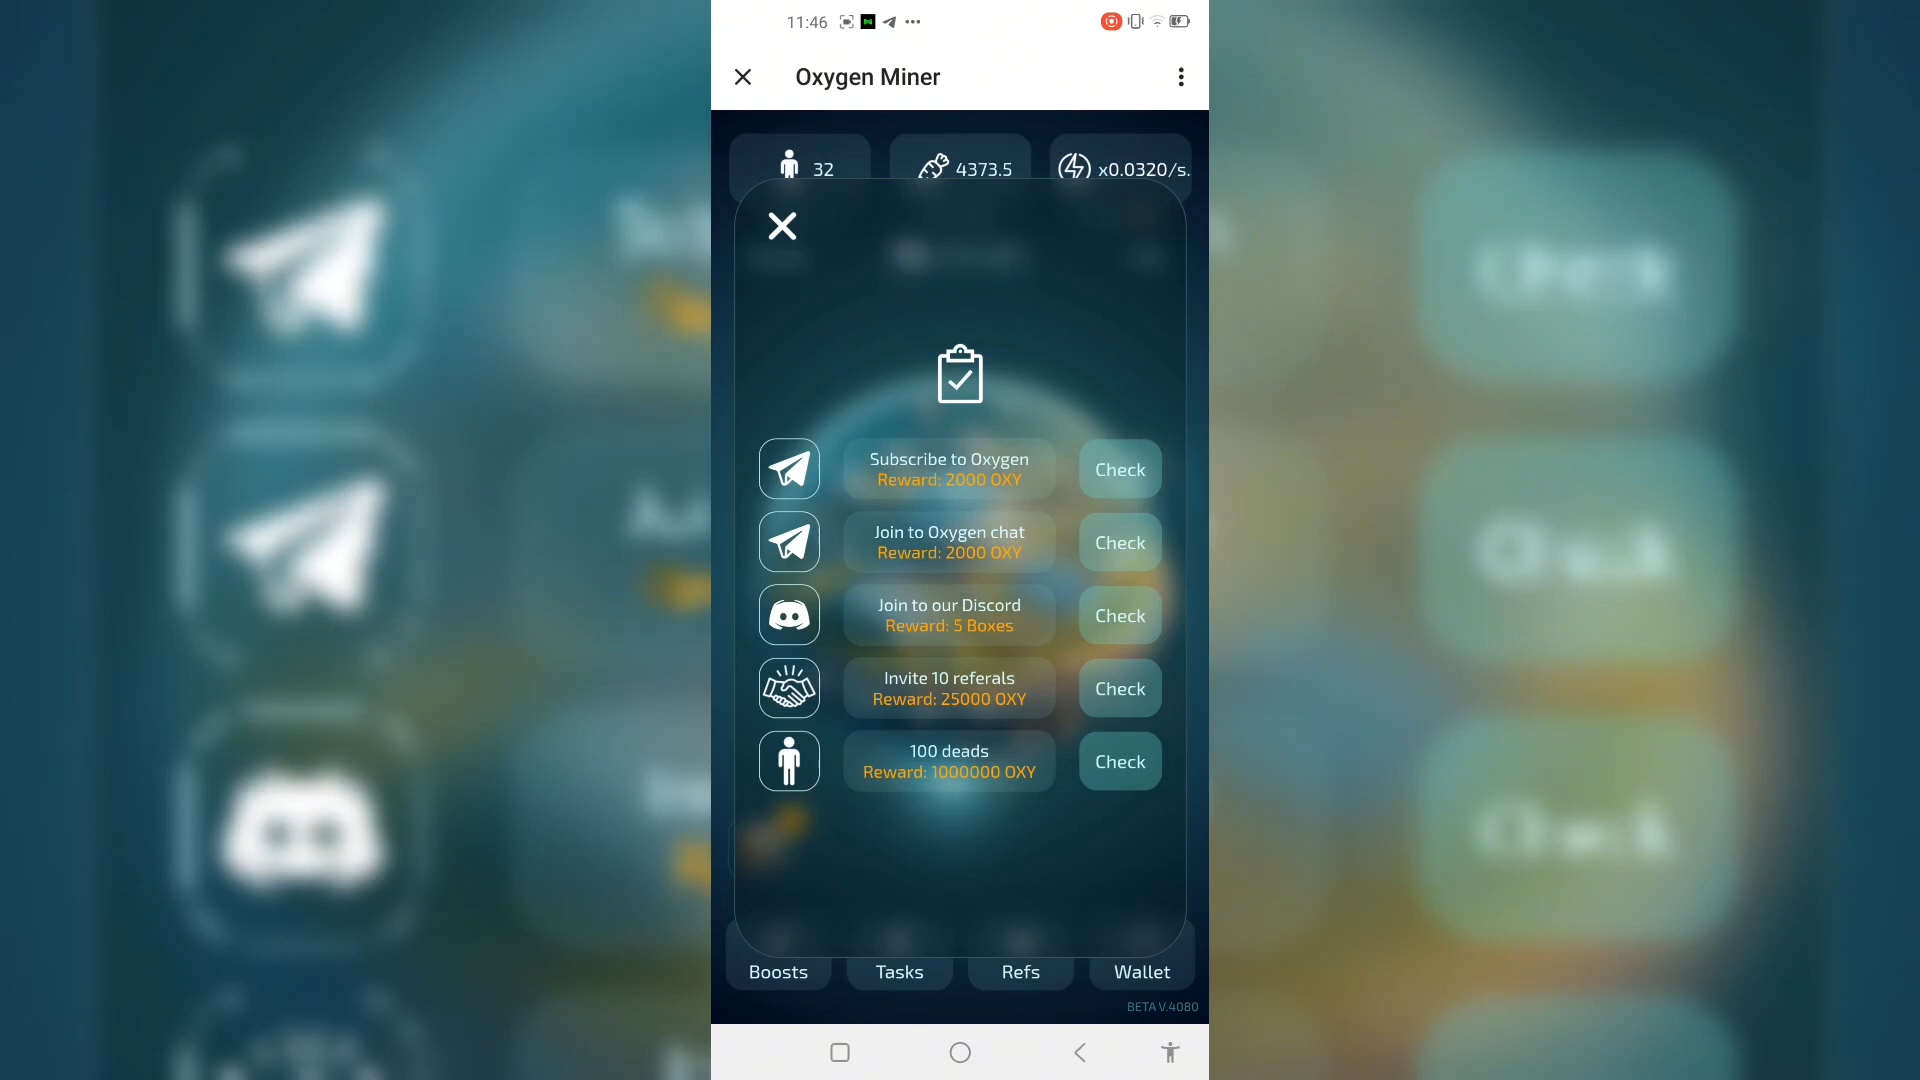 11:46
Oxygen Miner
32
4373.5
x0.0320/s.
Subscribe to Oxygen
Reward: 2000 OXY
Check
Join to Oxygen chat
Reward: 2000 OXY
Check
Join to our Discord
Reward: 5 Boxes
Check
Invite 10 referals
Reward: 25000 OXY
Check
100 deads
Reward: 1000000 OXY
Check
Boosts
Tasks
Refs
Wallet
BETA V.4080